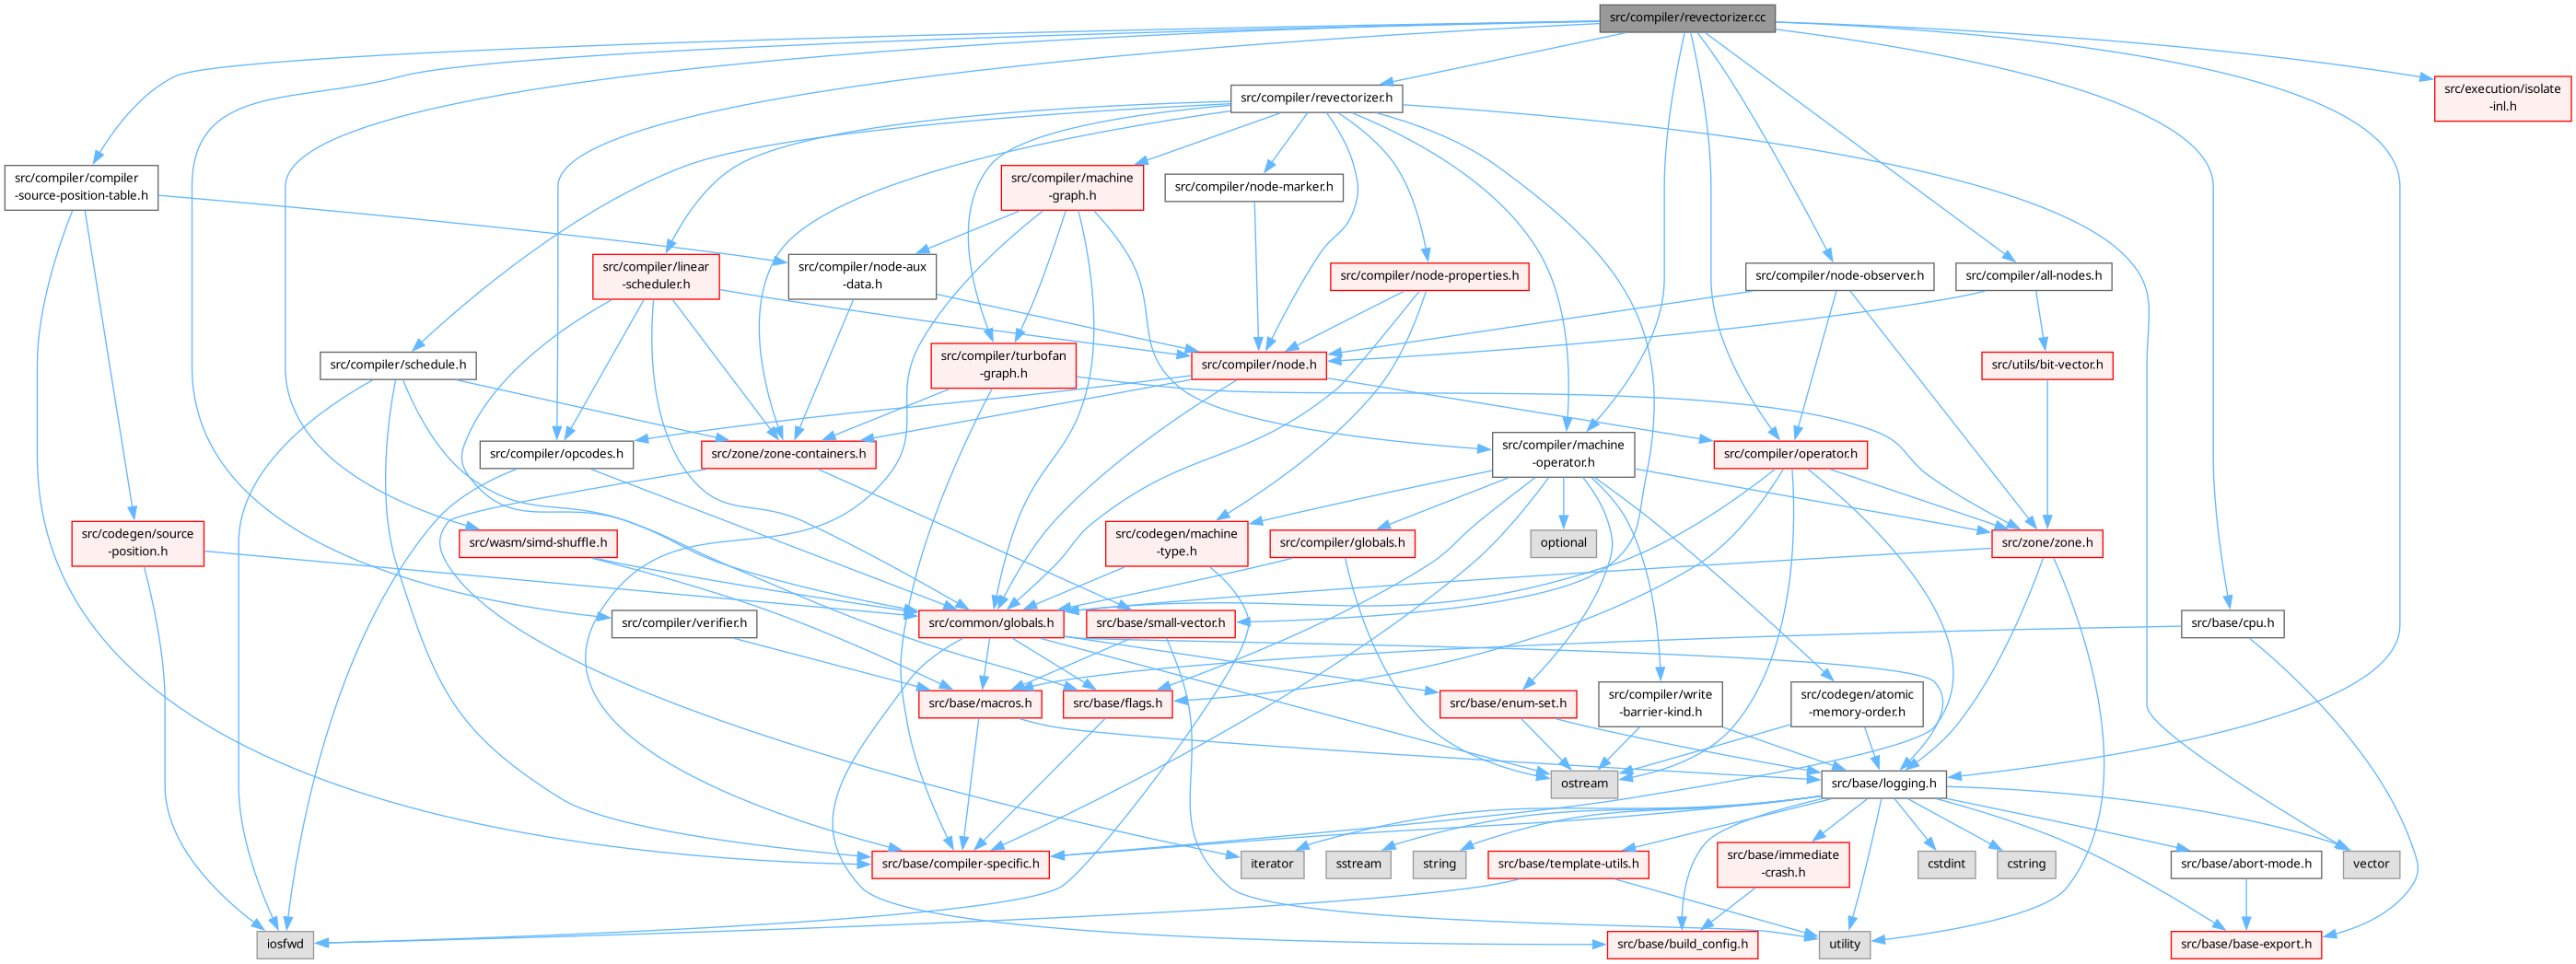 src/compiler/revectorizer.cc
src/compiler/revectorizer.h
src/execution/isolate
-inl.h
src/compiler/compiler
-source-position-table.h
src/compiler/machine
-graph.h
src/compiler/node-marker.h
src/compiler/linear
-scheduler.h
src/compiler/node-aux
-data.h
src/compiler/node-properties.h
src/compiler/node-observer.h
src/compiler/all-nodes.h
src/compiler/schedule.h
src/compiler/turbofan
-graph.h
src/compiler/node.h
src/utils/bit-vector.h
src/compiler/opcodes.h
src/zone/zone-containers.h
src/compiler/machine
-operator.h
src/compiler/operator.h
src/codegen/source
-position.h
src/wasm/simd-shuffle.h
src/codegen/machine
-type.h
src/compiler/globals.h
optional
src/zone/zone.h
src/compiler/verifier.h
src/common/globals.h
src/base/small-vector.h
src/base/cpu.h
src/base/macros.h
src/base/flags.h
src/base/enum-set.h
src/compiler/write
-barrier-kind.h
src/codegen/atomic
-memory-order.h
ostream
src/base/logging.h
src/base/compiler-specific.h
iterator
sstream
string
src/base/template-utils.h
src/base/immediate
-crash.h
cstdint
cstring
src/base/abort-mode.h
vector
iosfwd
src/base/build_config.h
utility
src/base/base-export.h